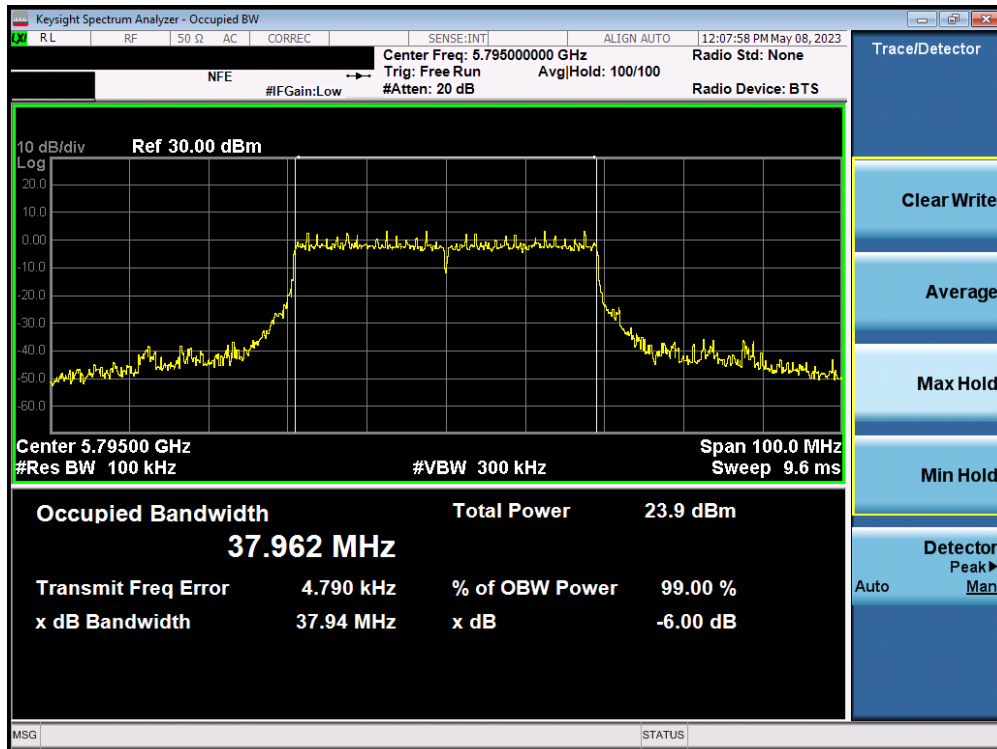 Keysight Spectrum Analyzer - Occupied BW
LXI RL RF 50 Ω AC CORREC SENSE:INT ALIGN AUTO 12:07:58 PM May 08, 2023
Center Freq: 5.795000000 GHz Radio Std: None
NFE Trig: Free Run Avg|Hold: 100/100
#IFGain:Low #Atten: 20 dB Radio Device: BTS
Trace/Detector
10 dB/div Ref 30.00 dBm
Log
20.0
10.0
0.00
-10.0
-20.0
-30.0
-40.0
-50.0
-60.0
Center 5.79500 GHz Span 100.0 MHz
#Res BW 100 kHz #VBW 300 kHz Sweep 9.6 ms
Occupied Bandwidth Total Power 23.9 dBm
37.962 MHz
Transmit Freq Error 4.790 kHz % of OBW Power 99.00 %
x dB Bandwidth 37.94 MHz x dB -6.00 dB
Clear Write
Average
Max Hold
Min Hold
Detector
Peak▶
Auto Man
MSG STATUS